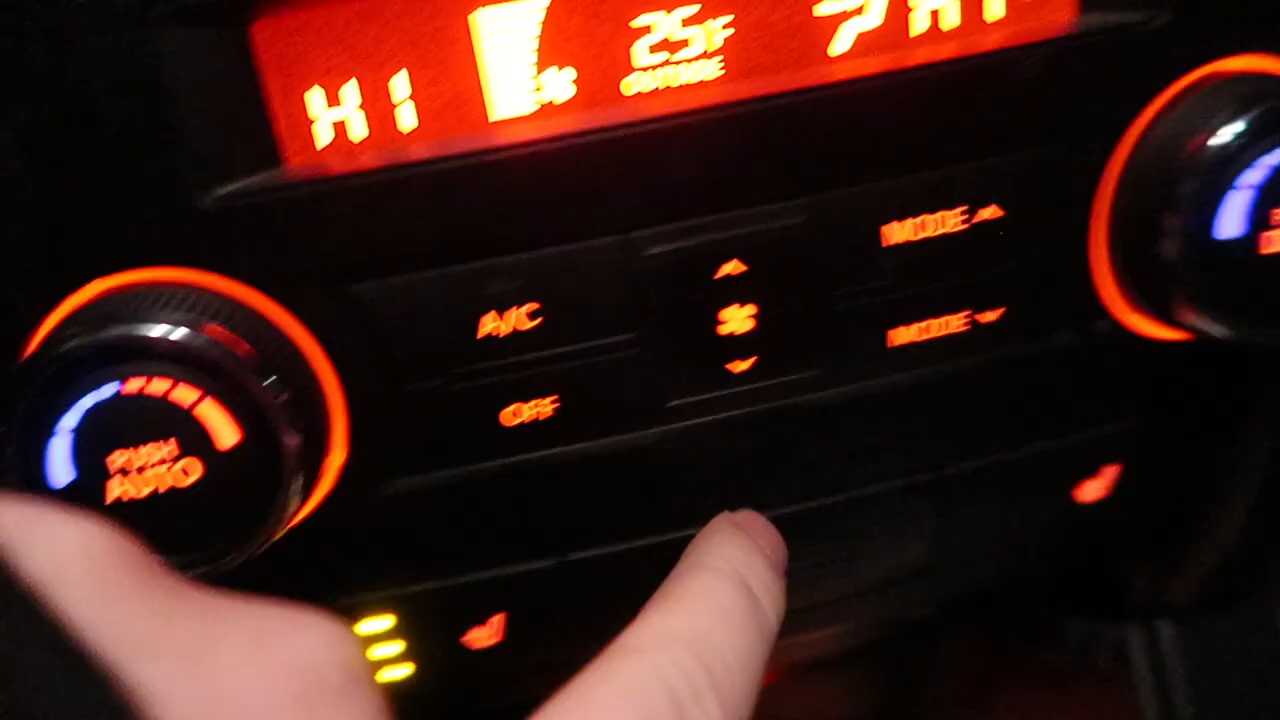 HI
25F
OUTSIDE
A/C
OFF
MODE
MODE
PUSH
AUTO